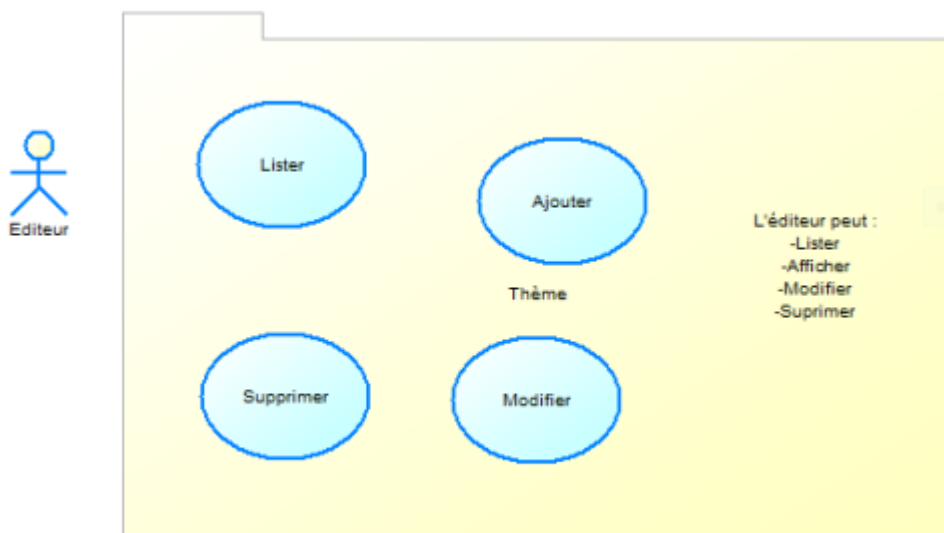 Lister
Ajouter
Editeur
L'éditeur peut :
-Lister
-Afficher
-Modifier
-Suprimer
Thème
Supprimer
Modifier